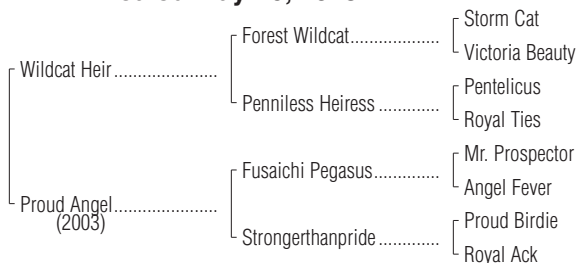 Storm Cat
Forest Wildcat....................
Victoria Beauty
Wildcat Heir.......................
Pentelicus
Penniless Heiress .............
Royal Ties
Mr. Prospector
Fusaichi Pegasus...............
Angel Fever
Proud Angel.......................
(2003)
Proud Birdie
Strongerthanpride .............
Royal Ack